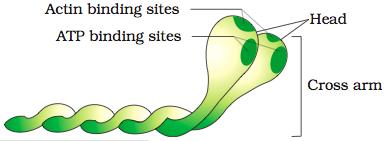 Actin binding sites
Head
ATP binding sites
Cross arm